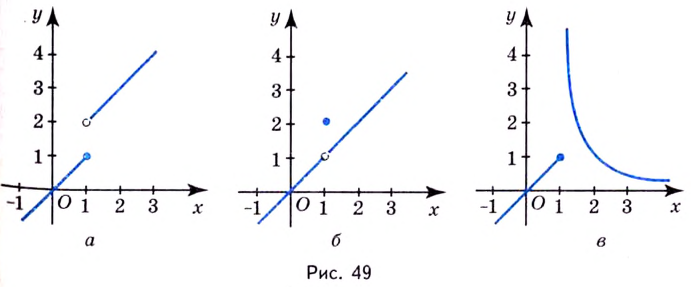 y y y
4 4 4
3 3 3
2 2 2
1 1 1
-1 O 1 2 3 x -1 O 1 2 3 x -1 O 1 2 3 x
а б в
Рис. 49